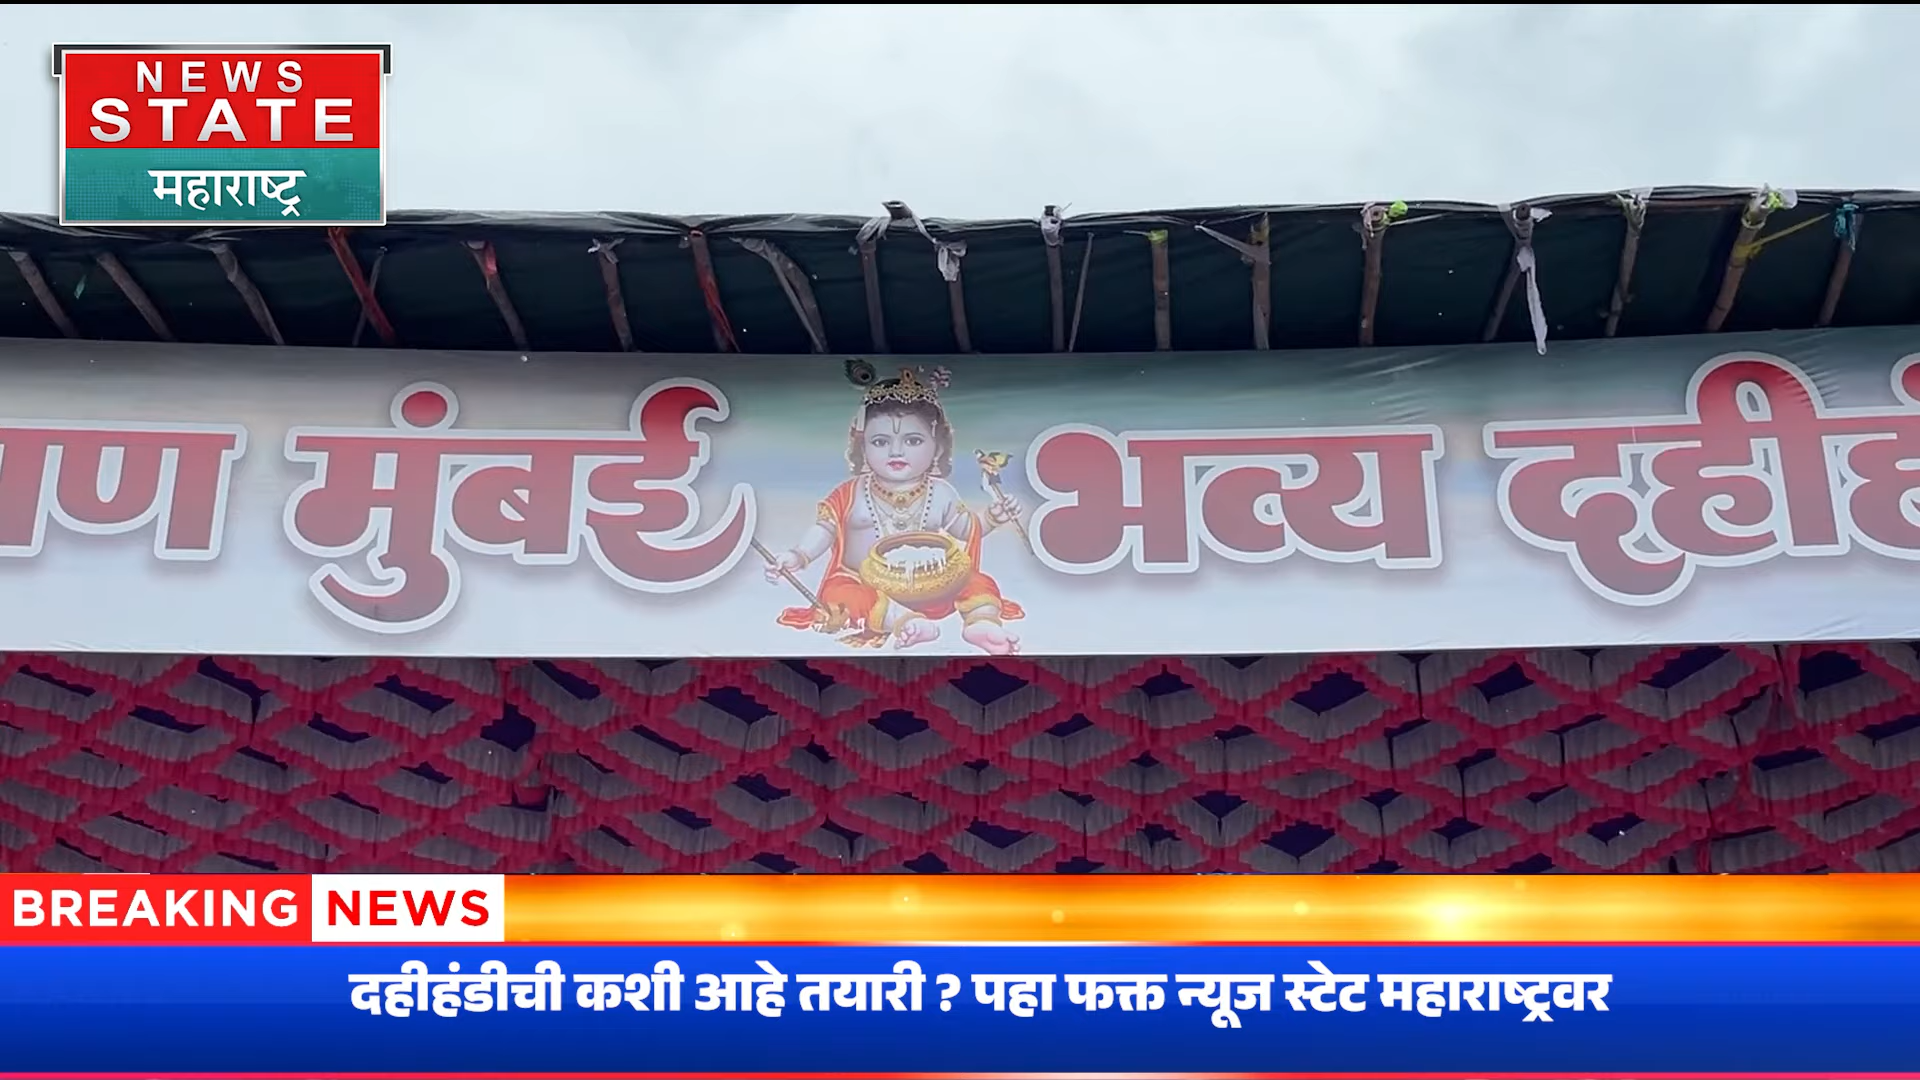 NEWS
STATE
महाराष्ट्र
मुंबई भव्य
BREAKING NEWS
दहीहंडीची कशी आहे तयारी ? पहा फक्त न्यूज स्टेट महाराष्ट्रवर